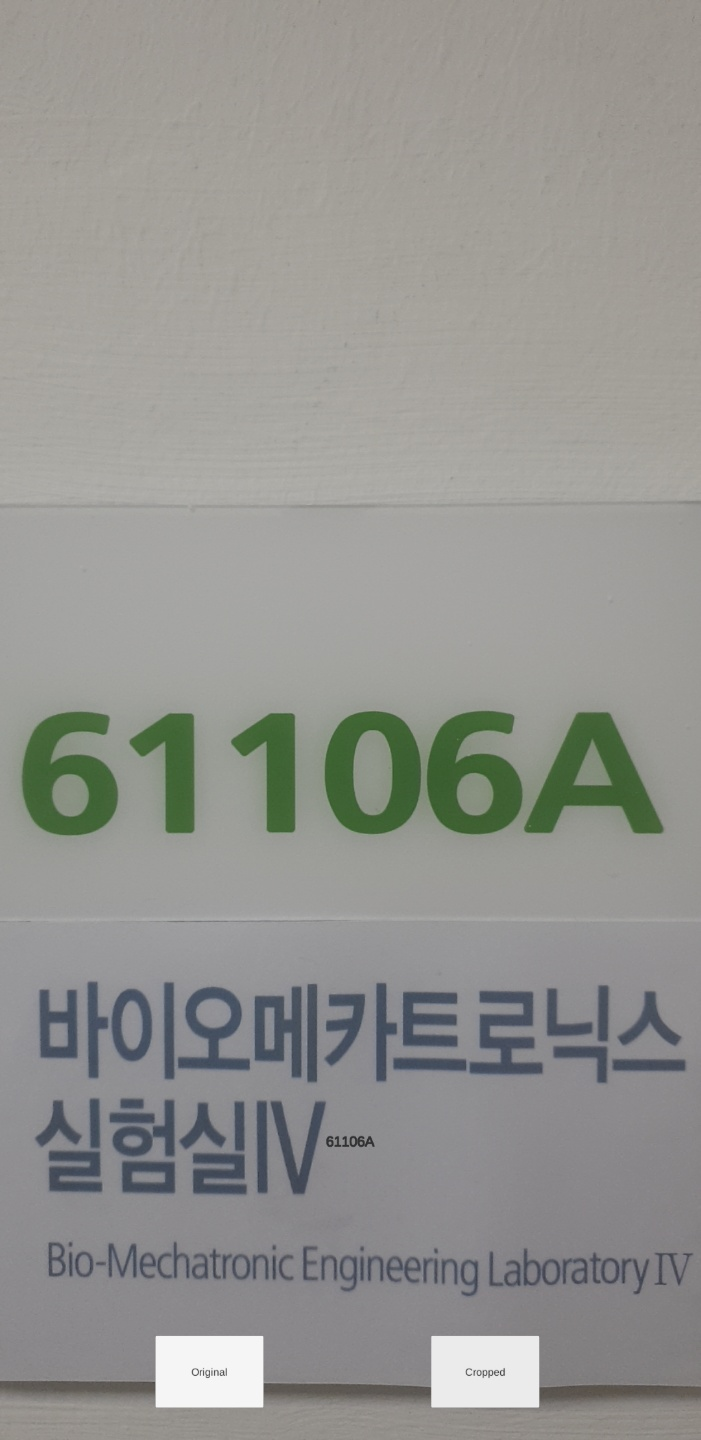 61106A
바이오메카트로닉스
실험실IV
61106A
Bio-Mechatronic Engineering Laboratory IV
Original
Cropped